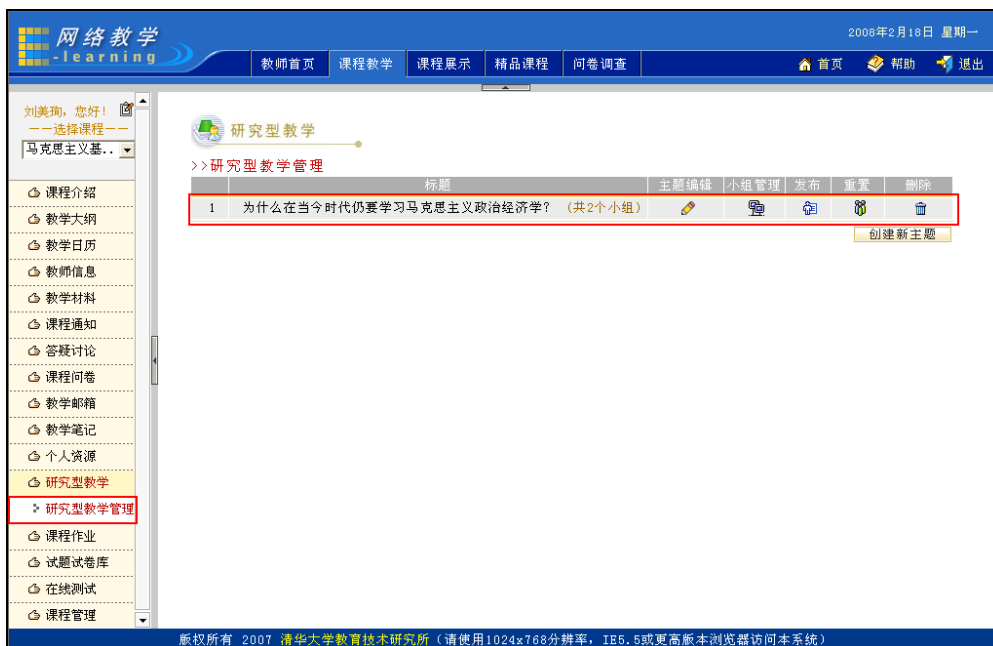 网络教学
-learning
2008年2月18日 星期一
教师首页 课程教学 课程展示 精品课程 问卷调查 首页 帮助 退出
刘美珣，您好！
——选择课程——
马克思主义基..
课程介绍
教学大纲
教学日历
教师信息
教学材料
课程通知
答疑讨论
课程问卷
教学邮箱
教学笔记
个人资源
研究型教学
研究型教学管理
课程作业
试题试卷库
在线测试
课程管理
研究型教学
>>研究型教学管理
标题 主题编辑 小组管理 发布 重置 删除
1 为什么在当今时代仍要学习马克思主义政治经济学？（共2个小组）
创建新主题
版权所有 2007 清华大学教育技术研究所（请使用1024x768分辨率，IE5.5或更高版本浏览器访问本系统）